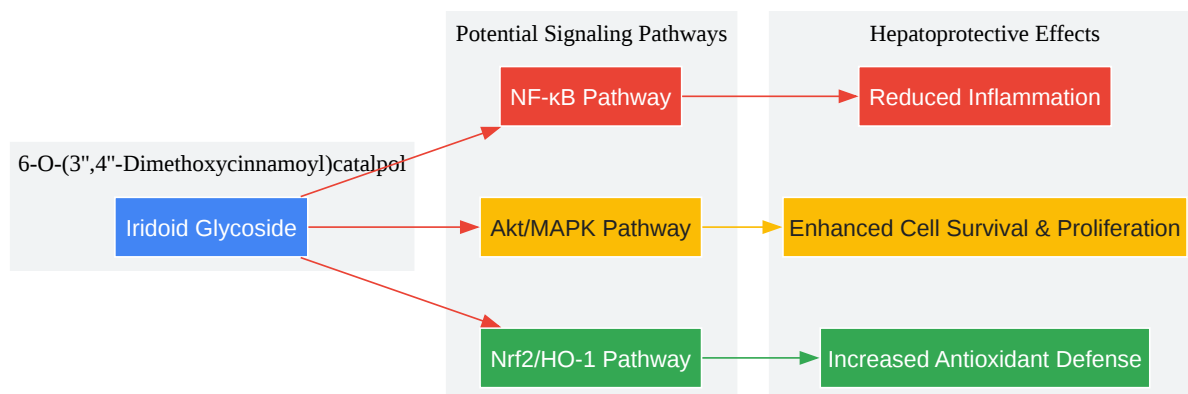 Potential Signaling Pathways
Hepatoprotective Effects
NF-κB Pathway
Reduced Inflammation
6-O-(3",4"-Dimethoxycinnamoyl)catalpol
Iridoid Glycoside
Akt/MAPK Pathway
Enhanced Cell Survival & Proliferation
Nrf2/HO-1 Pathway
Increased Antioxidant Defense